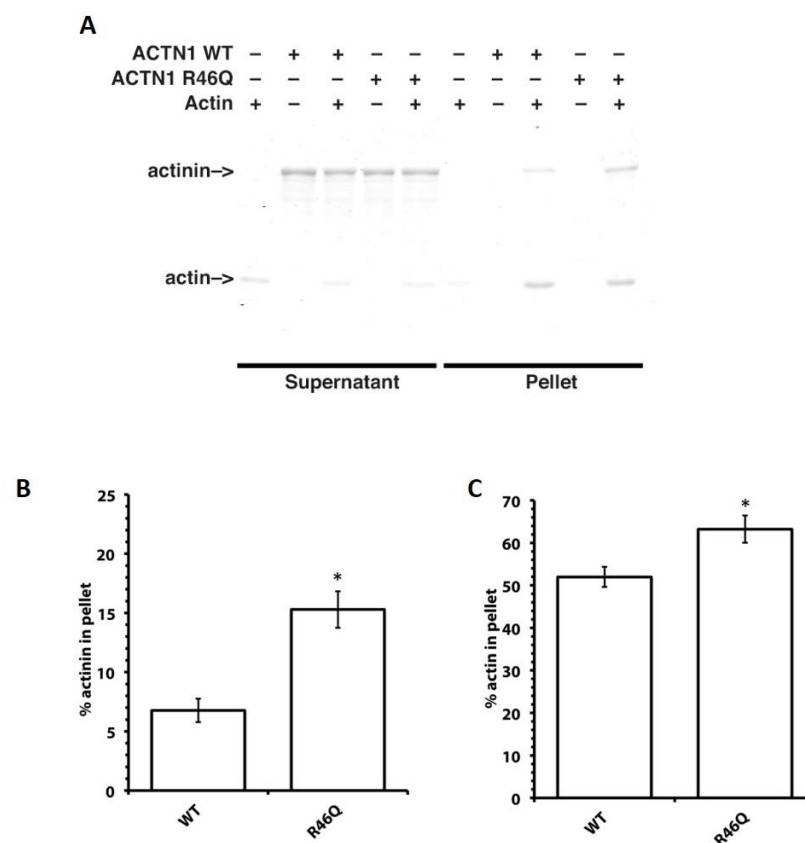 A
ACTN1 WT – + + – – – + + – –
ACTN1 R46Q – – – + + – – – + +
Actin + – + – + + – + – +
actinin–>
actin–>
Supernatant Pellet
B
25
20
15
10
5
0
% actinin in pellet
*
WT R46Q
C
70
60
50
40
30
20
10
0
% actin in pellet
*
WT R46Q